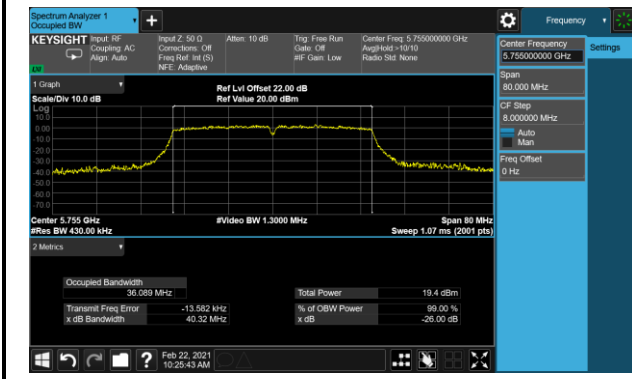 Spectrum Analyzer 1
Occupied BW
+
Frequency
KEYSIGHT
Input: RF
Coupling: AC
Align: Auto
Input Z: 50 Ω
Corrections: Off
Freq Ref: Int (S)
NFE: Adaptive
Atten: 10 dB
Trig: Free Run
Gate: Off
#IF Gain: Low
Center Freq: 5.755000000 GHz
Avg|Hold:>10/10
Radio Std: None
Center Frequency
5.755000000 GHz
Settings
Span
80.000 MHz
CF Step
8.000000 MHz
Auto
Man
Freq Offset
0 Hz
1 Graph
Scale/Div 10.0 dB
Ref Lvl Offset 22.00 dB
Ref Value 20.00 dBm
Log
10.0
0.00
-10.0
-20.0
-30.0
-40.0
-50.0
-60.0
-70.0
Center 5.755 GHz
#Res BW 430.00 kHz
#Video BW 1.3000 MHz
Span 80 MHz
Sweep 1.07 ms (2001 pts)
2 Metrics
Occupied Bandwidth
36.089 MHz
Total Power 19.4 dBm
Transmit Freq Error -13.582 kHz
% of OBW Power 99.00 %
x dB Bandwidth 40.32 MHz
x dB -26.00 dB
?
Feb 22, 2021
10:25:43 AM